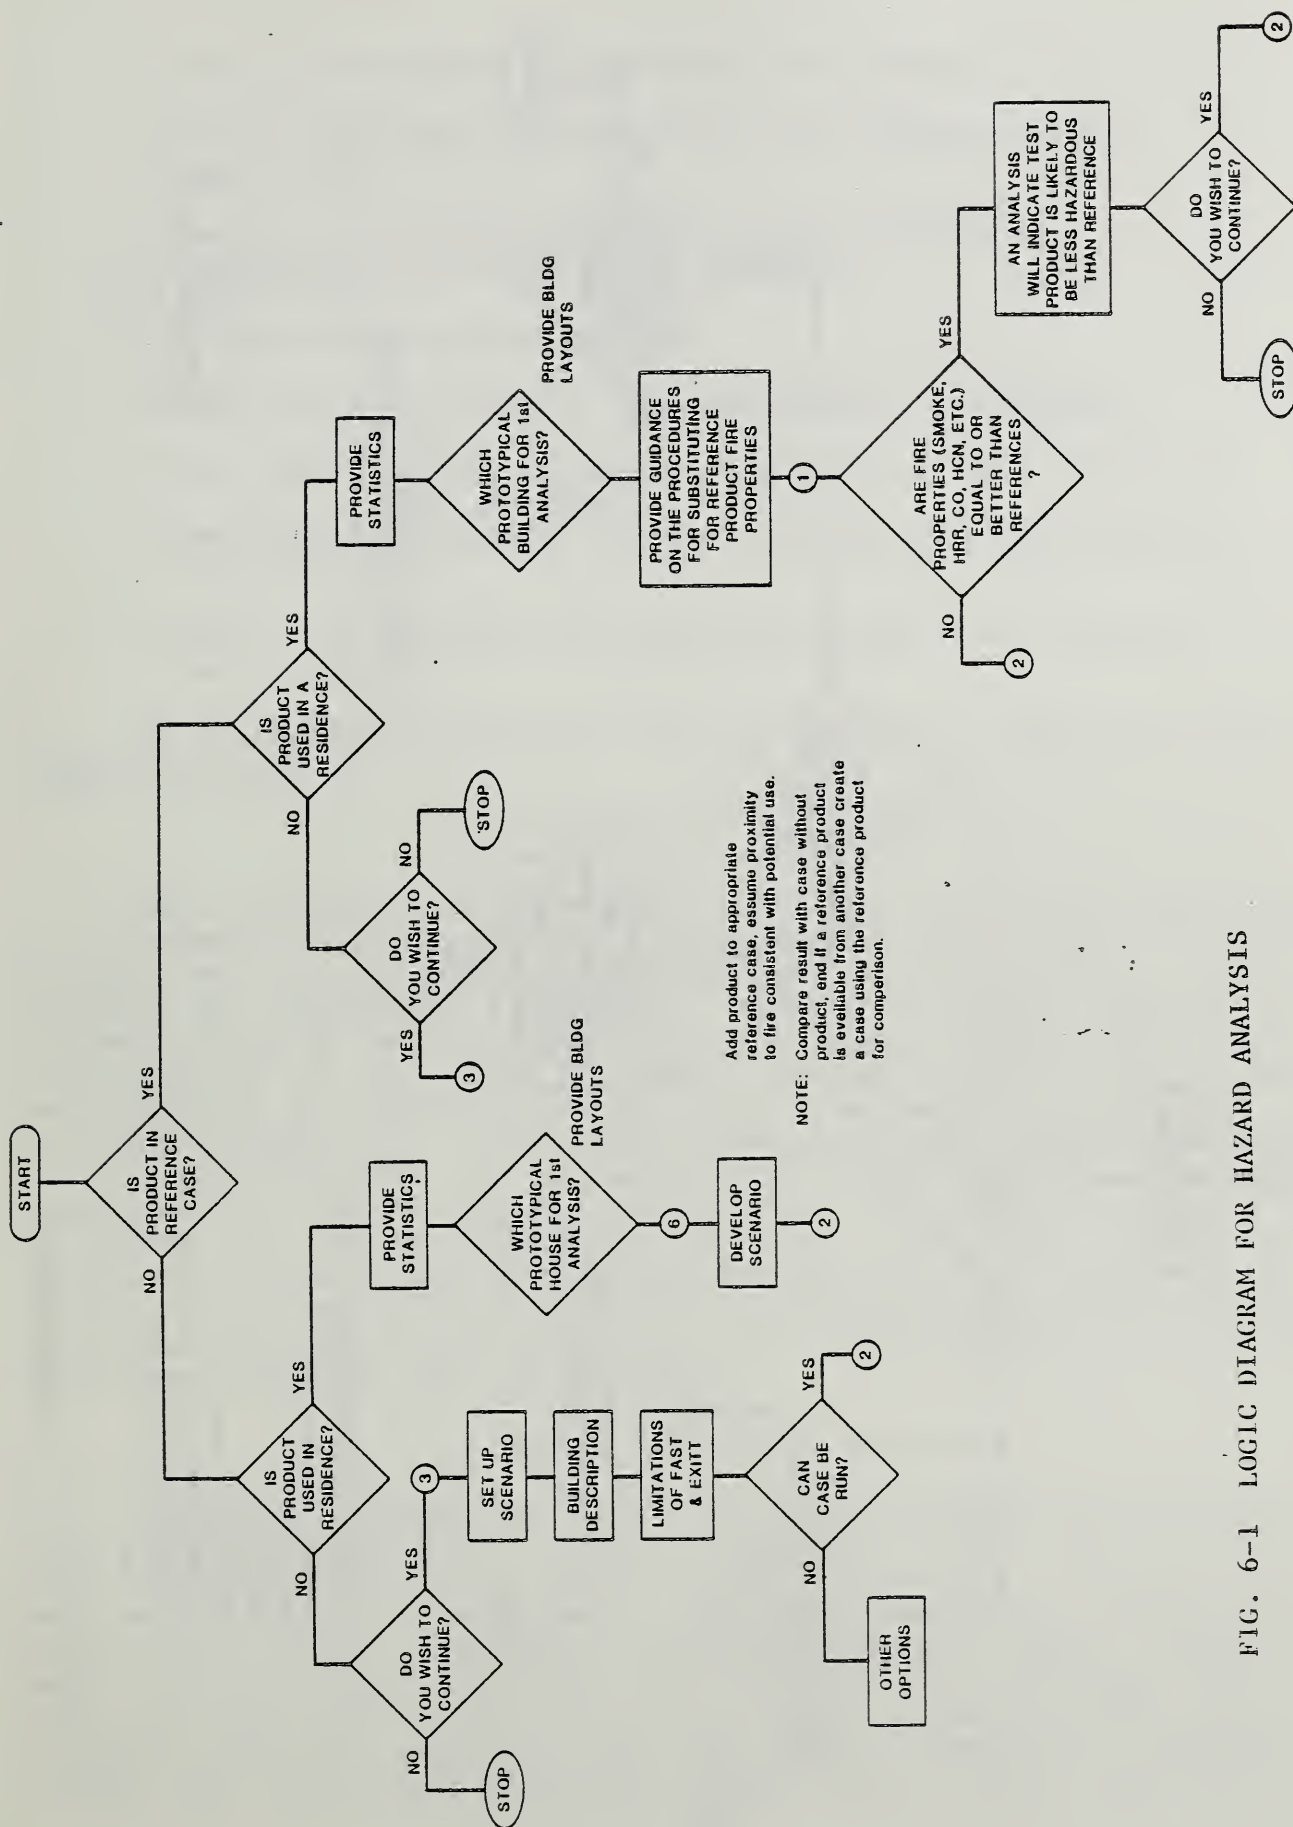 START
IS
PRODUCT IN
REFERENCE
CASE?
NO
YES
IS
PRODUCT
USED IN
RESIDENCE?
NO
YES
DO
YOU WISH TO
CONTINUE?
NO
YES
STOP
3
SET UP
SCENARIO
BUILDING
DESCRIPTION
LIMITATIONS
OF FAST
& EXITT
CAN
CASE BE
RUN?
NO
YES
OTHER
OPTIONS
2
PROVIDE
STATISTICS
WHICH
PROTOTYPICAL
HOUSE FOR 1st
ANALYSIS?
PROVIDE BLDG
LAYOUTS
6
DEVELOP
SCENARIO
2
IS
PRODUCT
USED IN A
RESIDENCE?
NO
YES
DO
YOU WISH TO
CONTINUE?
YES
NO
3
STOP
PROVIDE
STATISTICS
WHICH
PROTOTYPICAL
BUILDING FOR 1st
ANALYSIS?
PROVIDE BLDG
LAYOUTS
PROVIDE GUIDANCE
ON THE PROCEDURES
FOR SUBSTITUTING
FOR REFERENCE
PRODUCT FIRE
PROPERTIES
1
ARE FIRE
PROPERTIES (SMOKE,
HRR, CO, HCN, ETC.)
EQUAL TO OR
BETTER THAN
REFERENCES
?
NO
YES
2
AN ANALYSIS
WILL INDICATE TEST
PRODUCT IS LIKELY TO
BE LESS HAZARDOUS
THAN REFERENCE
DO
YOU WISH TO
CONTINUE?
NO
YES
STOP
2
Add product to appropriate
reference case, assume proximity
to fire consistent with potential use.
NOTE: Compare result with case without
product, end if a reference product
is available from another case create
a case using the reference product
for comparison.
FIG. 6-1 LOGIC DIAGRAM FOR HAZARD ANALYSIS